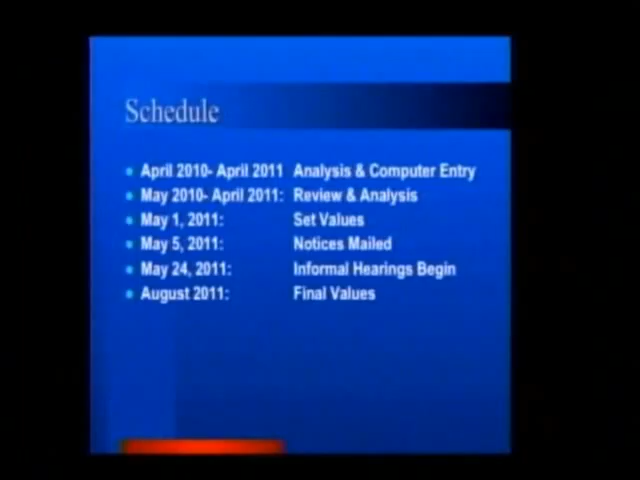 Schedule
April 2010- April 2011 Analysis & Computer Entry
May 2010- April 2011: Review & Analysis
May 1, 2011: Set Values
May 5, 2011: Notices Mailed
May 24, 2011: Informal Hearings Begin
August 2011: Final Values